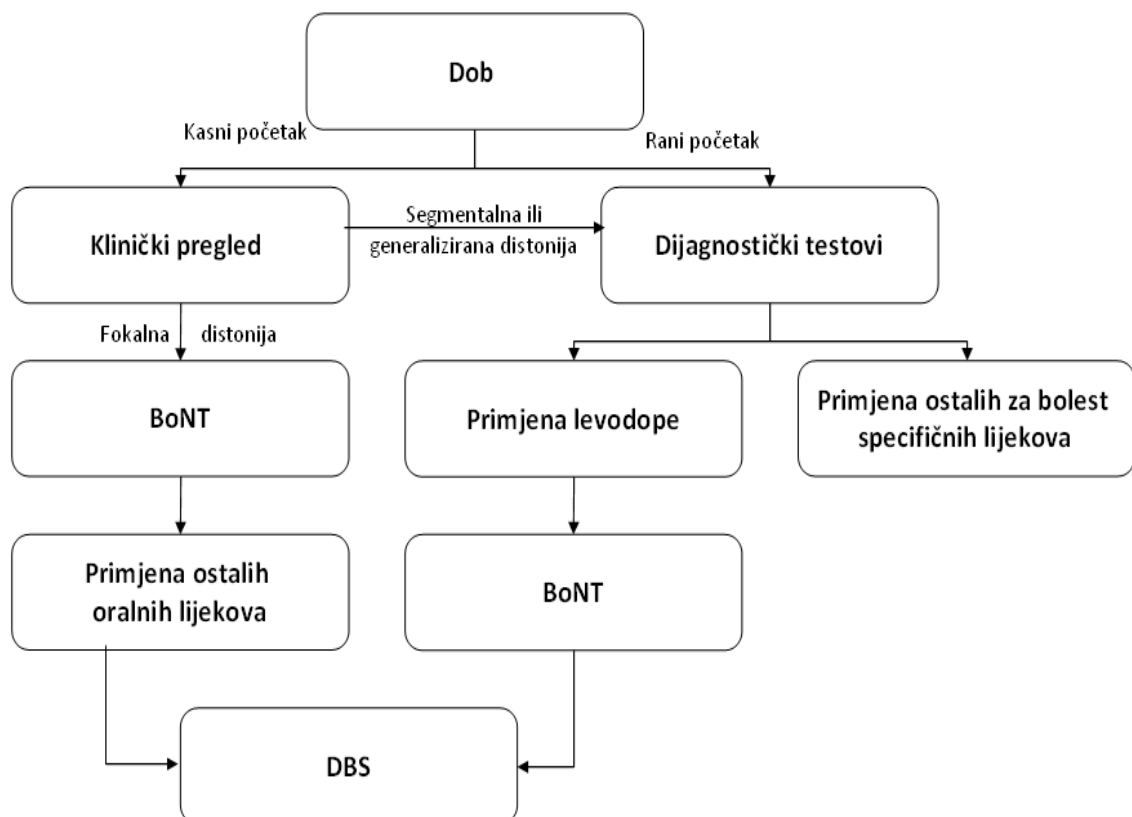 Dob
Kasni početak
Rani početak
Klinički pregled
Segmentalna ili
generalizirana distonija
Dijagnostički testovi
Fokalna distonija
BoNT
Primjena levodope
Primjena ostalih za bolest
specifičnih lijekova
Primjena ostalih
oralnih lijekova
BoNT
DBS